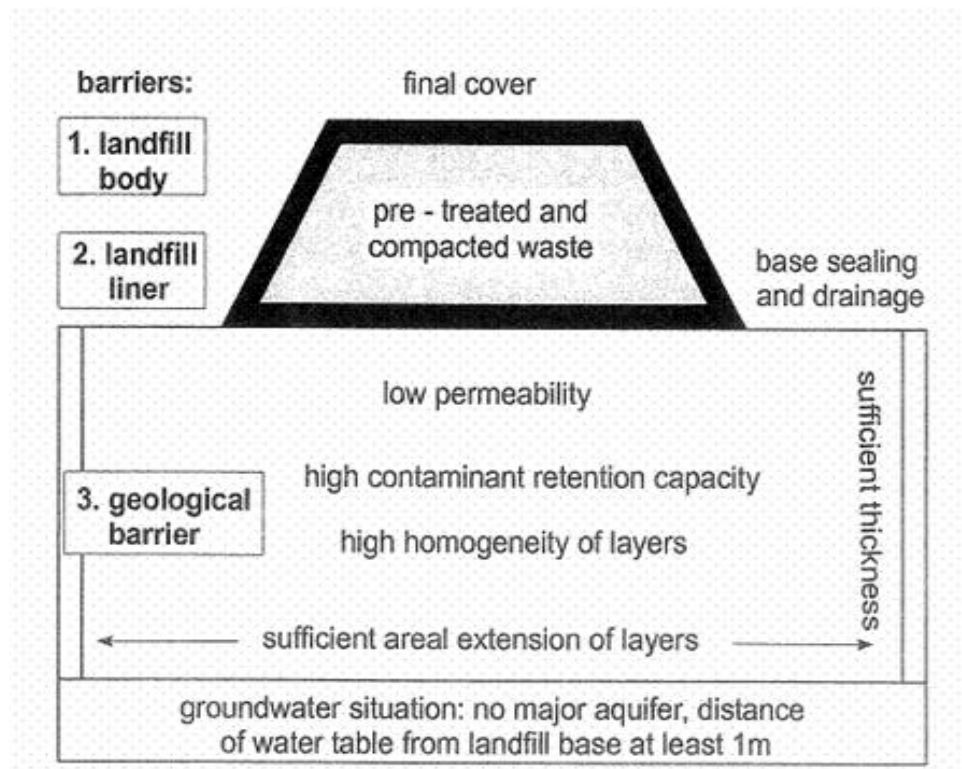 barriers:
final cover
1. landfill
body
pre - treated and
compacted waste
2. landfill
liner
base sealing
and drainage
low permeability
sufficient thickness
high contaminant retention capacity
3. geological
barrier
high homogeneity of layers
sufficient areal extension of layers
groundwater situation: no major aquifer, distance
of water table from landfill base at least 1m